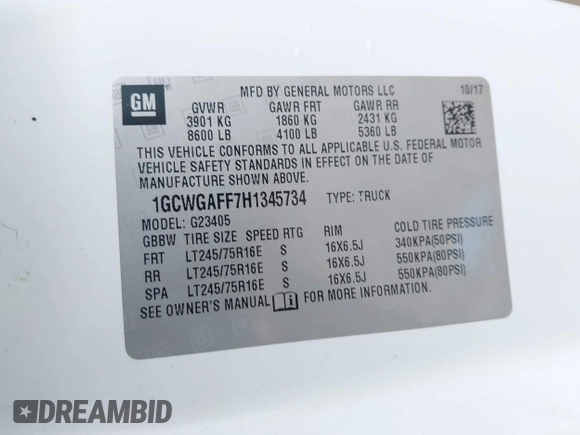 GM
MFD BY GENERAL MOTORS LLC 10/17
GVWR GAWR FRT GAWR RR
3901 KG 1860 KG 2431 KG
8600 LB 4100 LB 5360 LB
THIS VEHICLE CONFORMS TO ALL APPLICABLE U.S. FEDERAL MOTOR
VEHICLE SAFETY STANDARDS IN EFFECT ON THE DATE OF
MANUFACTURE SHOWN ABOVE.
1GCWGAFF7H1345734 TYPE: TRUCK
MODEL: G23405
GBBW TIRE SIZE SPEED RTG RIM COLD TIRE PRESSURE
FRT LT245/75R16E S 16X6.5J 340KPA(50PSI)
RR LT245/75R16E S 16X6.5J 550KPA(80PSI)
SPA LT245/75R16E S 16X6.5J 550KPA(80PSI)
SEE OWNER'S MANUAL FOR MORE INFORMATION.
DREAMBID